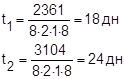 t1 = 2361 / 8·2·1·8 = 18 дн
t2 = 3104 / 8·2·1·8 = 24 дн